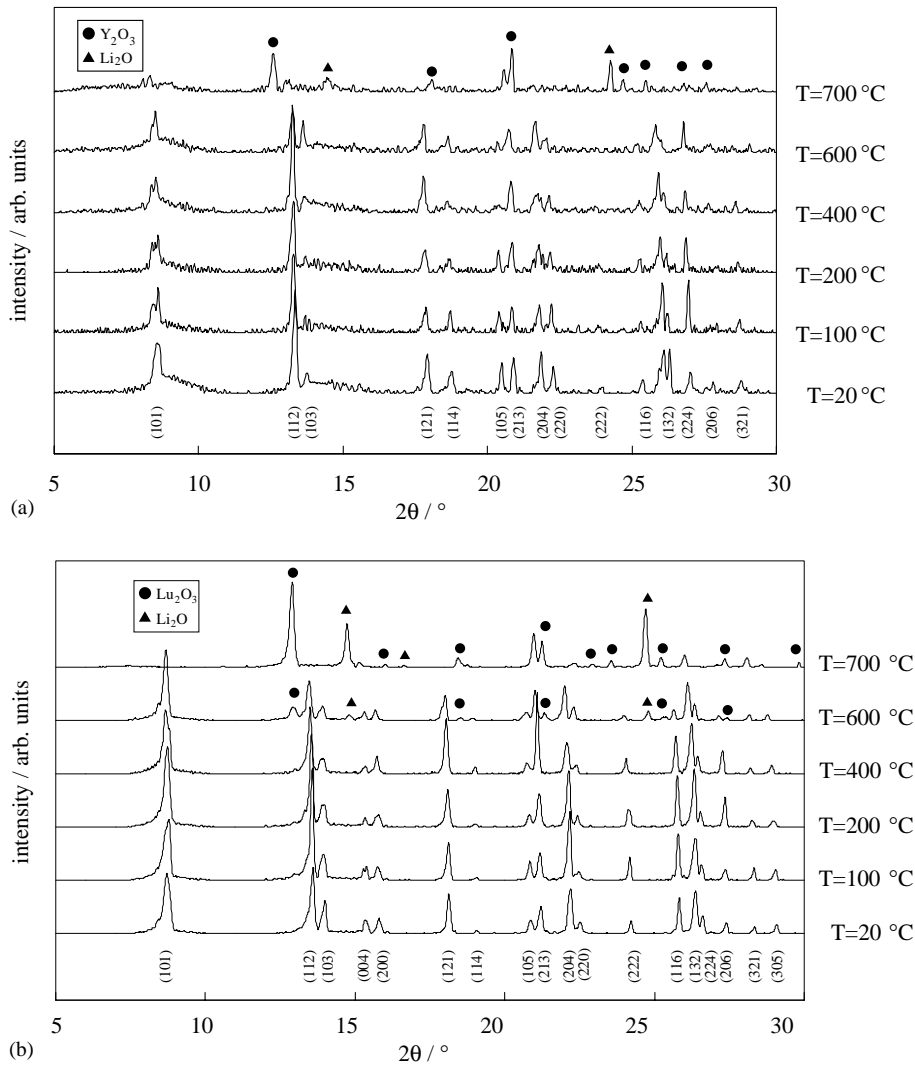 ● Y₂O₃
▲ Li₂O
T=700 °C
T=600 °C
T=400 °C
T=200 °C
T=100 °C
T=20 °C
intensity / arb. units
(101) (112) (103) (121) (114) (105) (213) (204) (220) (222) (116) (132) (224) (206) (321)
5 10 15 20 25 30
2θ / °
(a)
● Lu₂O₃
▲ Li₂O
T=700 °C
T=600 °C
T=400 °C
T=200 °C
T=100 °C
T=20 °C
intensity / arb. units
(101) (112) (103) (004) (200) (121) (114) (105) (213) (204) (220) (222) (116) (132) (224) (206) (321) (305)
5 10 15 20 25 30
2θ / °
(b)